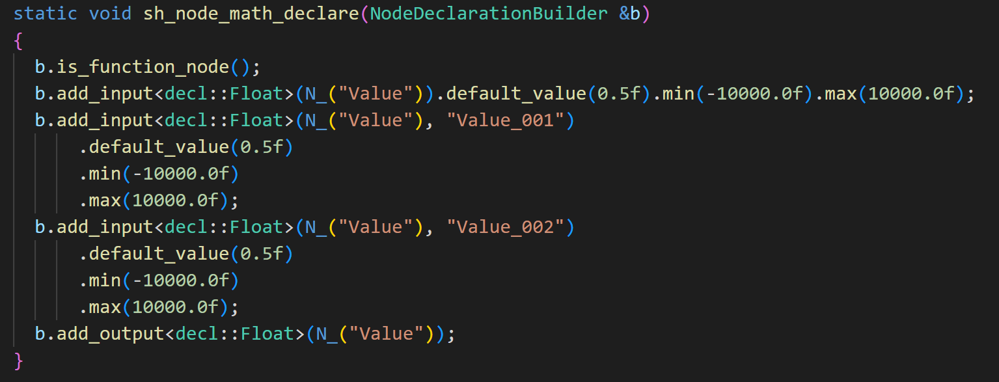 static void sh_node_math_declare(NodeDeclarationBuilder &b)
{
  b.is_function_node();
  b.add_input<decl::Float>(N_("Value")).default_value(0.5f).min(-10000.0f).max(10000.0f);
  b.add_input<decl::Float>(N_("Value"), "Value_001")
      .default_value(0.5f)
      .min(-10000.0f)
      .max(10000.0f);
  b.add_input<decl::Float>(N_("Value"), "Value_002")
      .default_value(0.5f)
      .min(-10000.0f)
      .max(10000.0f);
  b.add_output<decl::Float>(N_("Value"));
}